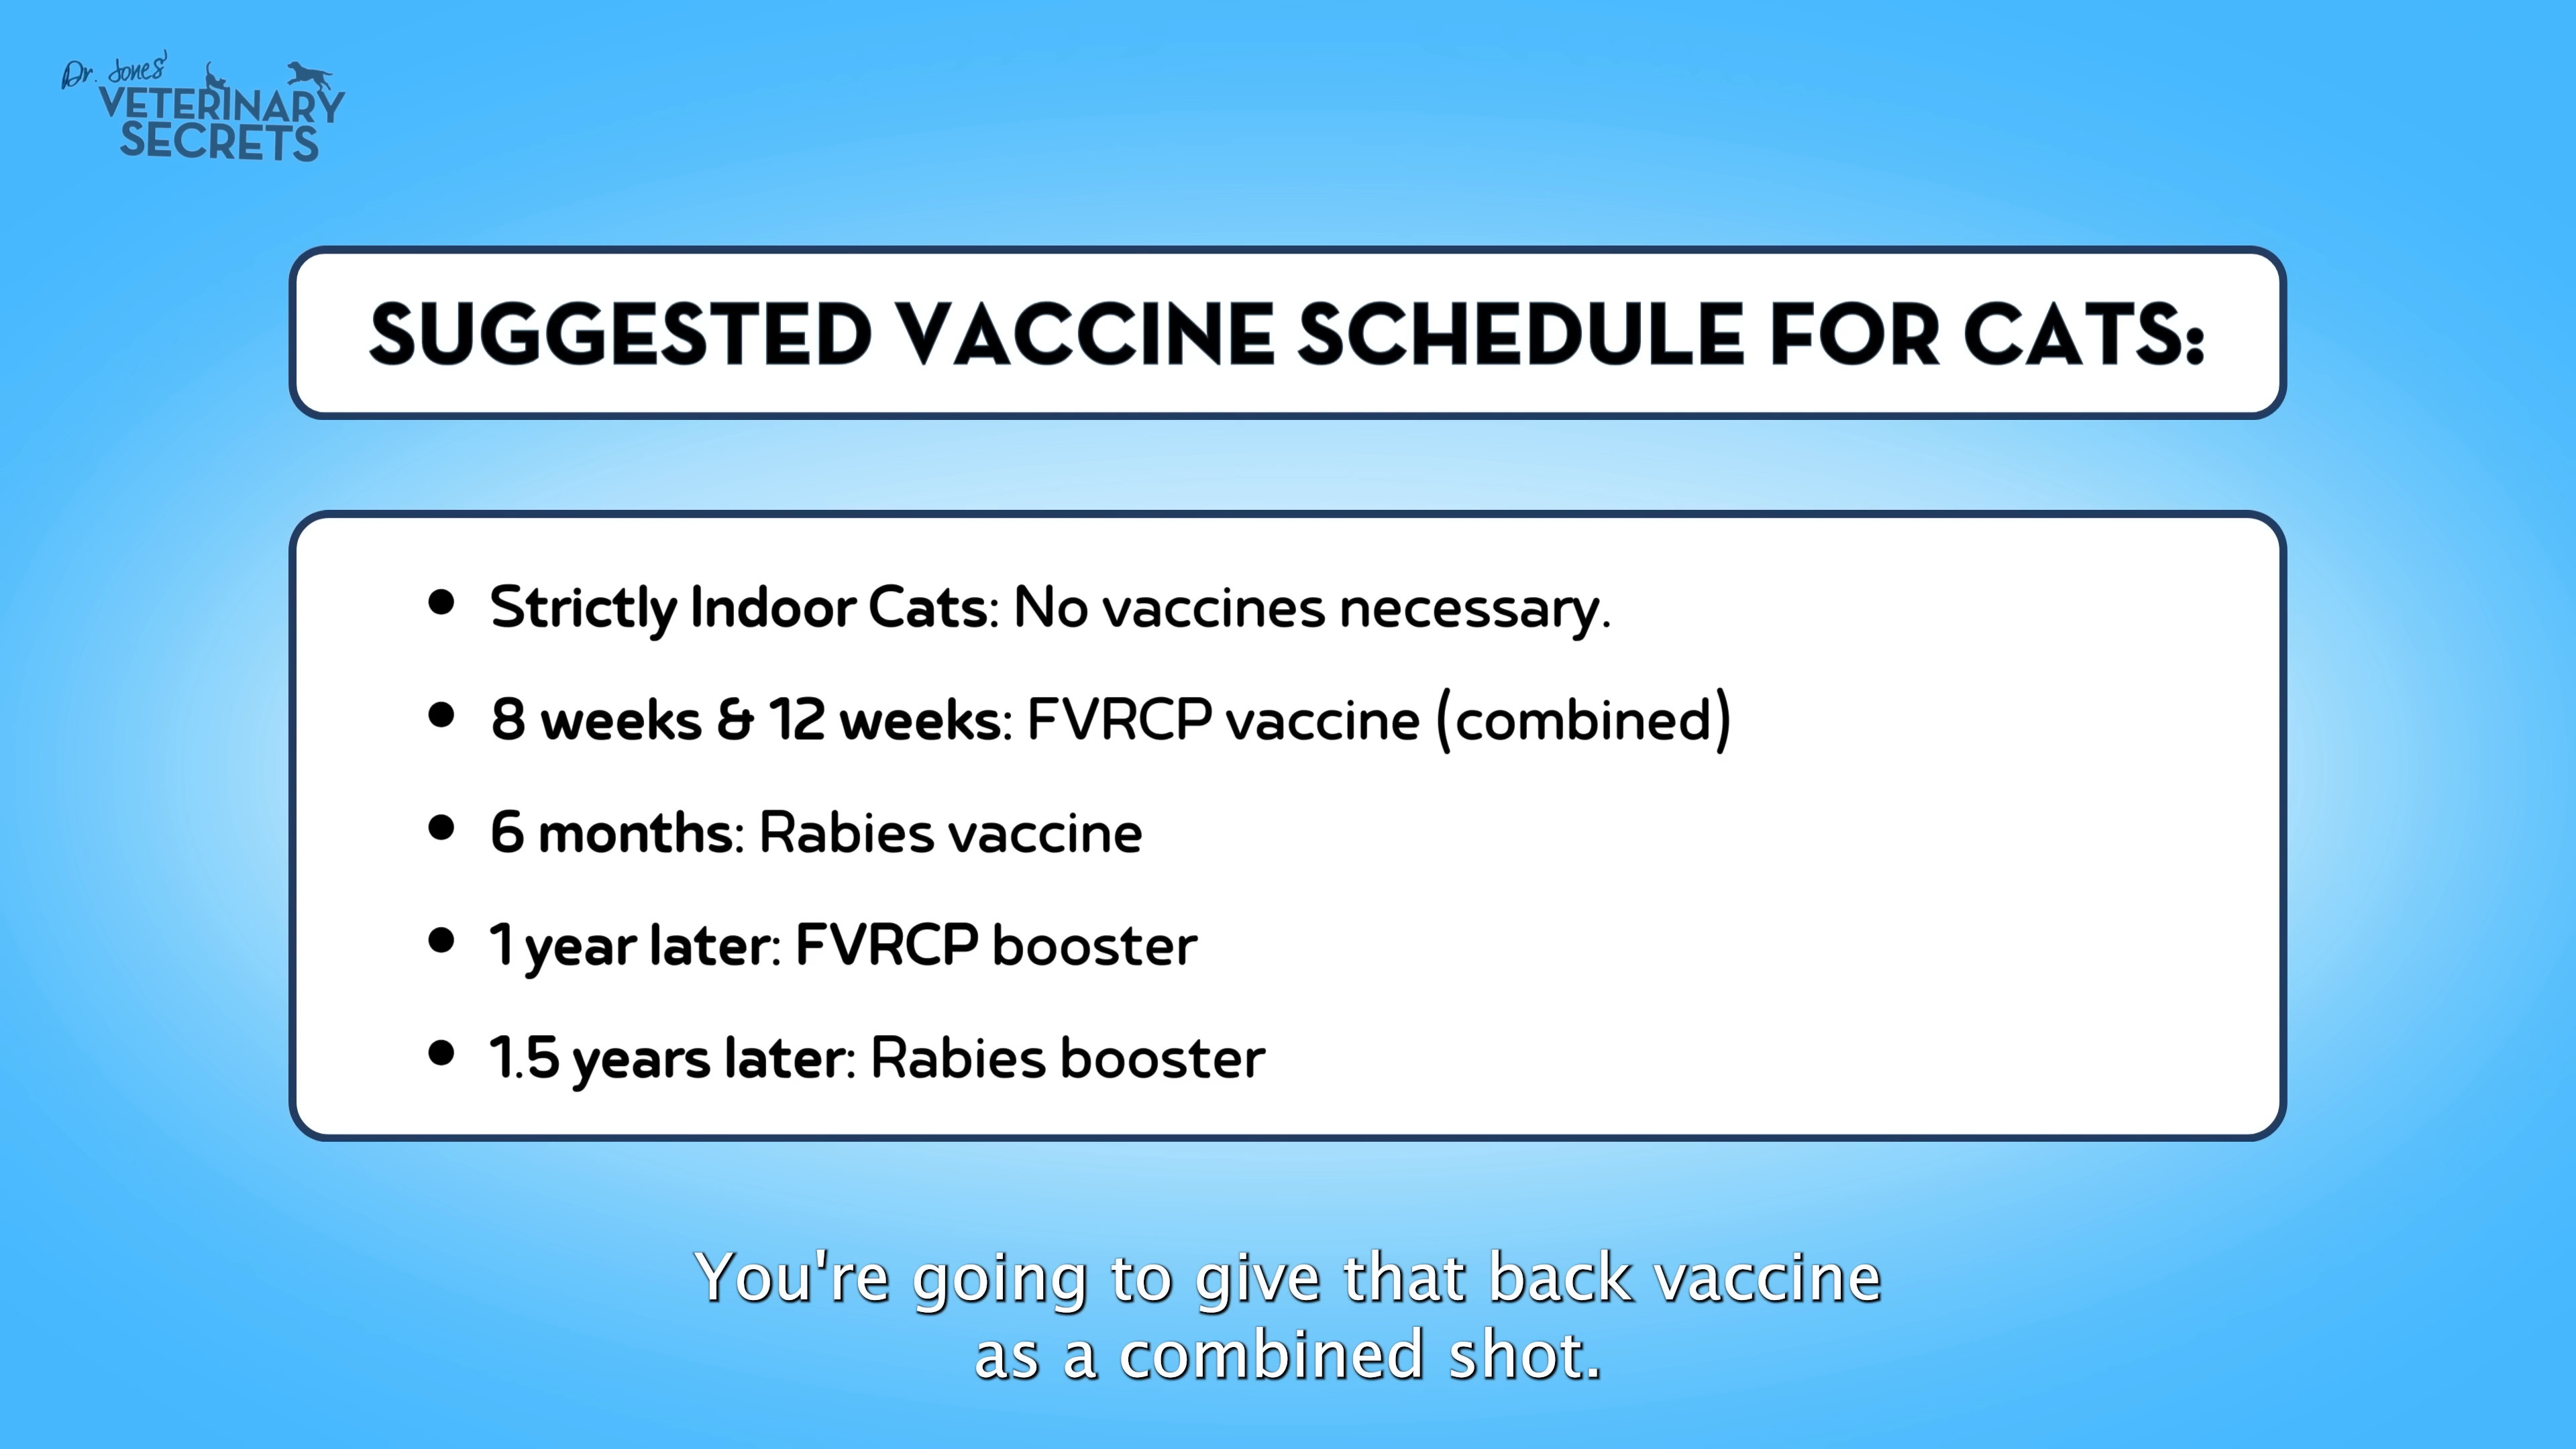 Dr. Jones'
VETERINARY
SECRETS
SUGGESTED VACCINE SCHEDULE FOR CATS:
• Strictly Indoor Cats: No vaccines necessary.
• 8 weeks & 12 weeks: FVRCP vaccine (combined)
• 6 months: Rabies vaccine
• 1 year later: FVRCP booster
• 1.5 years later: Rabies booster
You're going to give that back vaccine
as a combined shot.